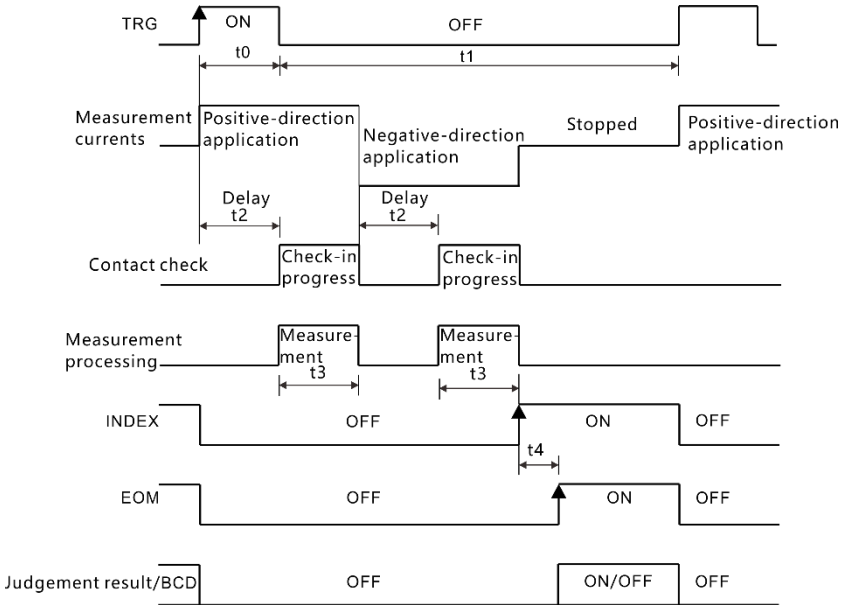 TRG
ON
OFF
t0
t1
Measurement
currents
Positive-direction
application
Negative-direction
application
Stopped
Positive-direction
application
Delay
t2
Delay
t2
Contact check
Check-in
progress
Check-in
progress
Measurement
processing
Measure-
ment
t3
Measure-
ment
t3
INDEX
OFF
ON
OFF
t4
EOM
OFF
ON
OFF
Judgement result/BCD
OFF
ON/OFF
OFF